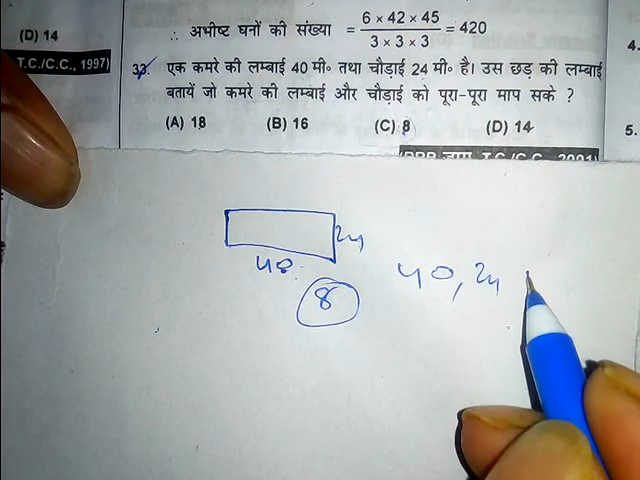 (D) 14
∴ अभीष्ट घनों की संख्या = 6 × 42 × 45 / 3 × 3 × 3 = 420
T.C./C.C., 1997)
33. एक कमरे की लम्बाई 40 मी० तथा चौड़ाई 24 मी० है। उस छड़ की लम्बाई
बतायें जो कमरे की लम्बाई और चौड़ाई को पूरा-पूरा माप सके ?
(A) 18 (B) 16 (C) 8 (D) 14
4.
5.
24
40
8
40, 24